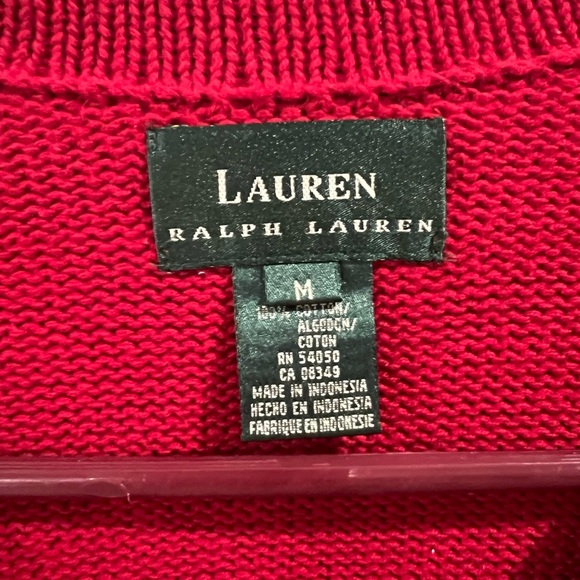 LAUREN
RALPH LAUREN
M
100% COTTON/
ALGODON/
COTON
RN 54050
CA 08349
MADE IN INDONESIA
HECHO EN INDONESIA
FABRIQUE EN INDONESIE